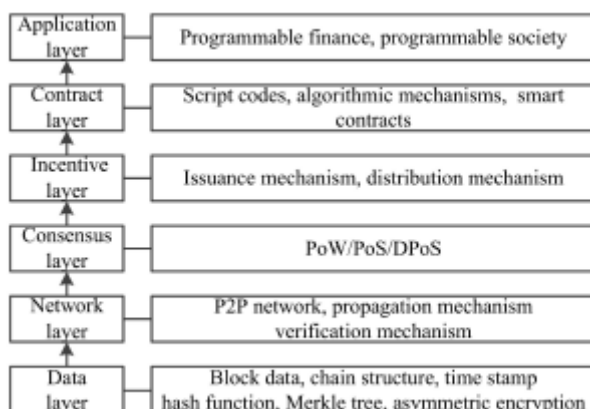 Application
layer
Programmable finance, programmable society
Contract
layer
Script codes, algorithmic mechanisms, smart
contracts
Incentive
layer
Issuance mechanism, distribution mechanism
Consensus
layer
PoW/PoS/DPoS
Network
layer
P2P network, propagation mechanism
verification mechanism
Data
layer
Block data, chain structure, time stamp
hash function, Merkle tree, asymmetric encryption